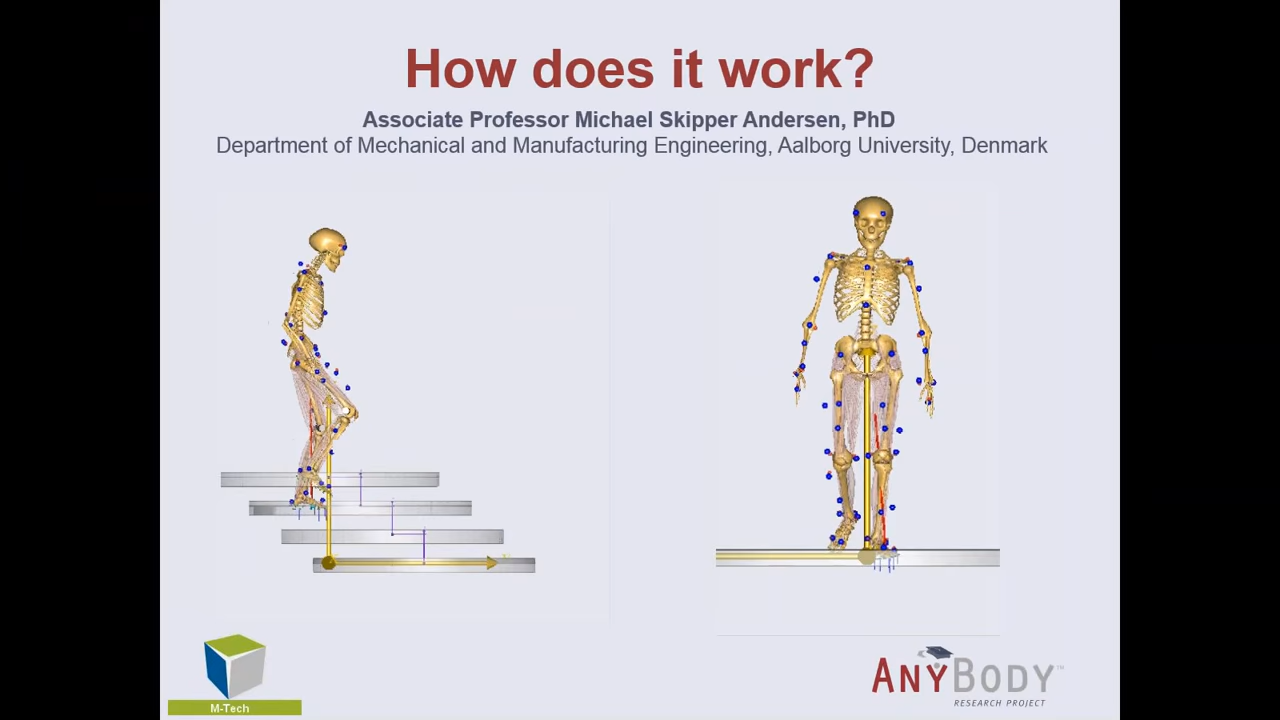 How does it work?
Associate Professor Michael Skipper Andersen, PhD
Department of Mechanical and Manufacturing Engineering, Aalborg University, Denmark
M-Tech
ANYBODY™
RESEARCH PROJECT